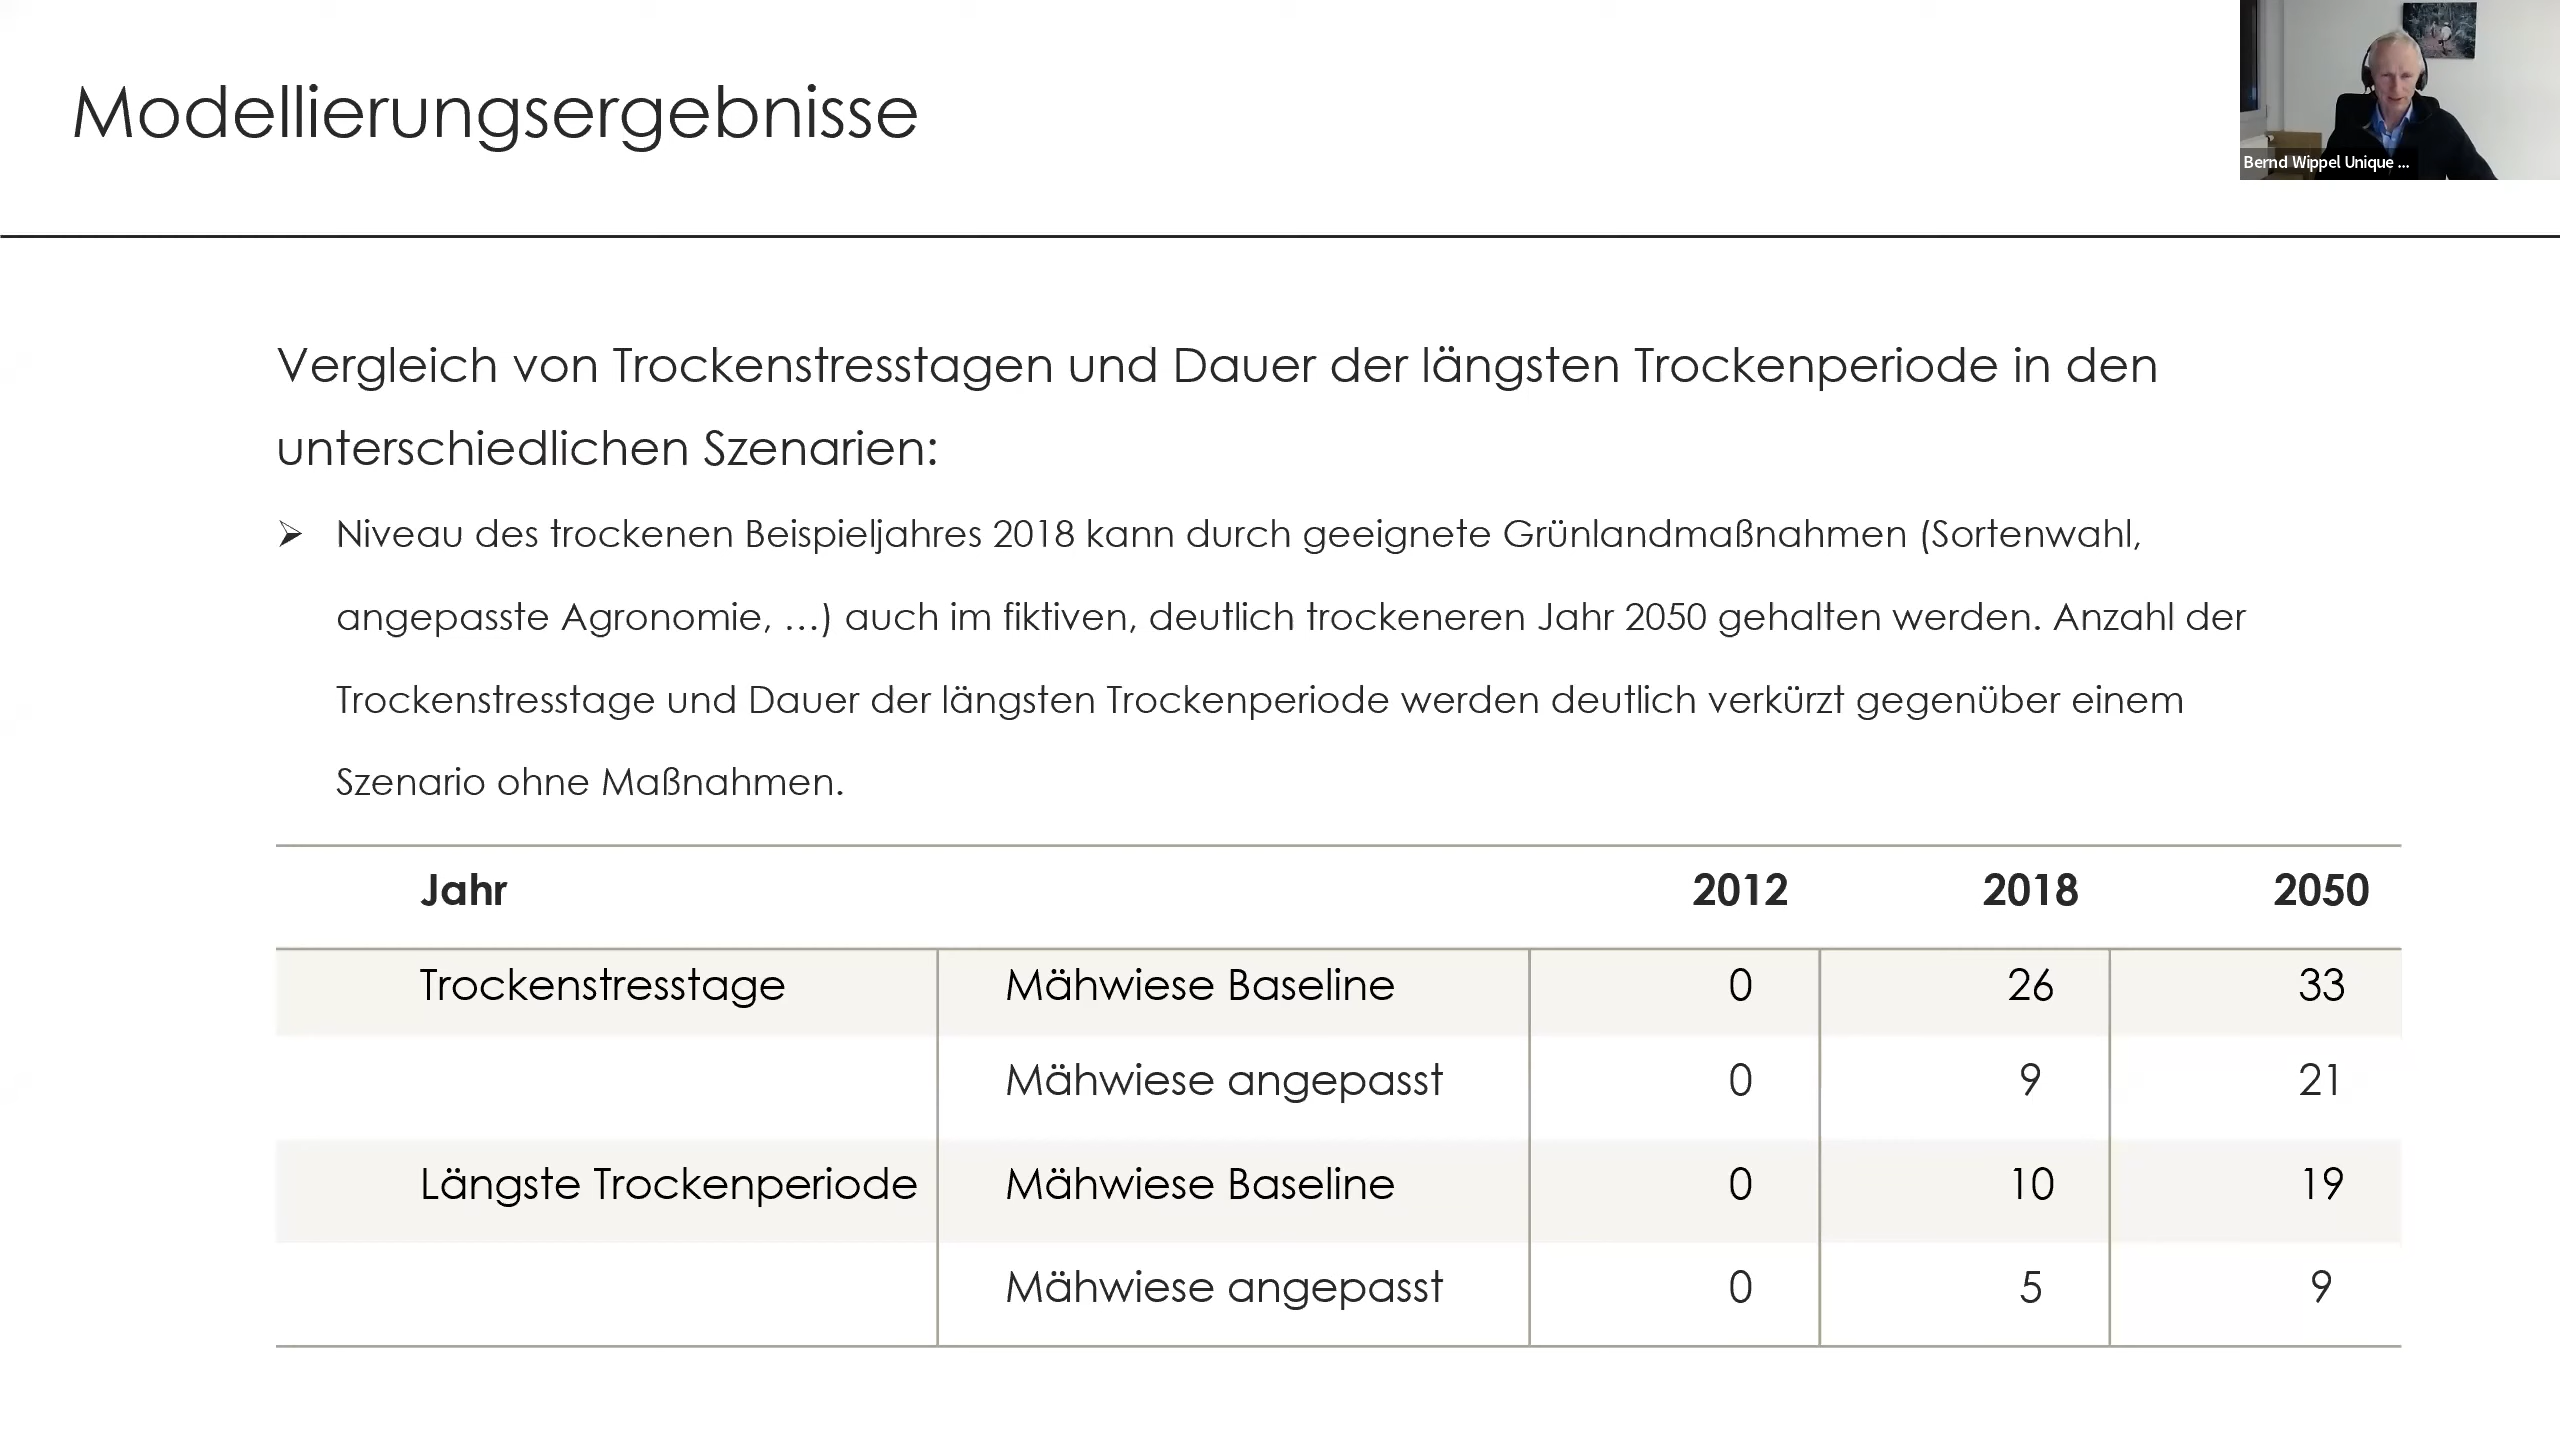 Modellierungsergebnisse
Bernd Wippel Unique ...
Vergleich von Trockenstresstagen und Dauer der längsten Trockenperiode in den
unterschiedlichen Szenarien:
➢ Niveau des trockenen Beispieljahres 2018 kann durch geeignete Grünlandmaßnahmen (Sortenwahl,
angepasste Agronomie, …) auch im fiktiven, deutlich trockeneren Jahr 2050 gehalten werden. Anzahl der
Trockenstresstage und Dauer der längsten Trockenperiode werden deutlich verkürzt gegenüber einem
Szenario ohne Maßnahmen.
Jahr 2012 2018 2050
Trockenstresstage Mähwiese Baseline 0 26 33
Mähwiese angepasst 0 9 21
Längste Trockenperiode Mähwiese Baseline 0 10 19
Mähwiese angepasst 0 5 9